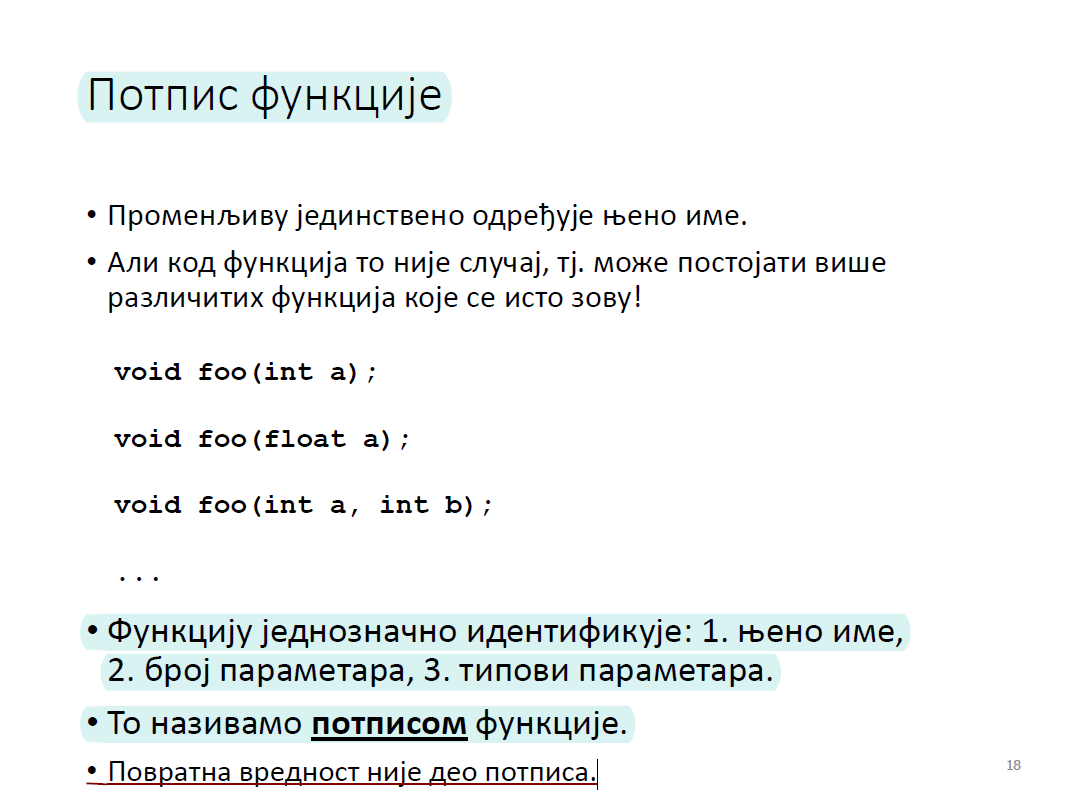 Потпис функције
• Променљиву јединствено одређује њено име.
• Али код функција то није случај, тј. може постојати више
различитих функција које се исто зову!
void foo(int a);
void foo(float a);
void foo(int a, int b);
...
• Функцију једнозначно идентификује: 1. њено име,
2. број параметара, 3. типови параметара.
• То називамо потписом функције.
• Повратна вредност није део потписа.
18